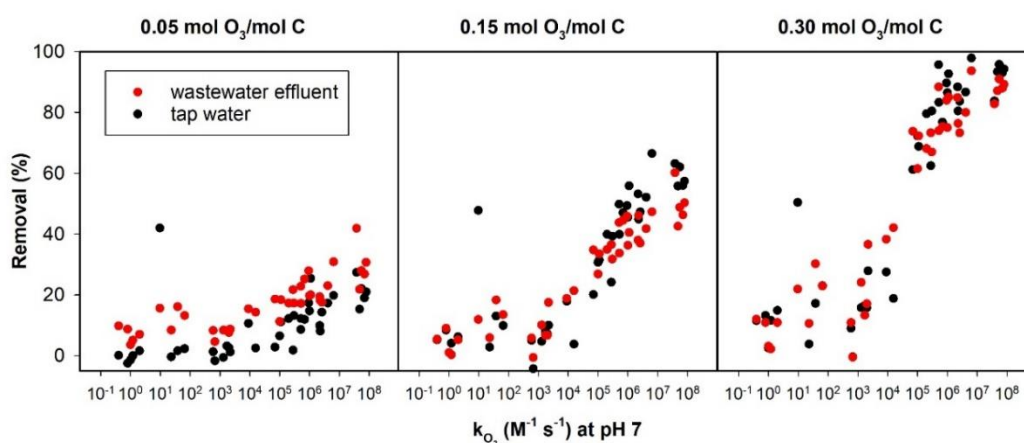 0.05 mol O₃/mol C 0.15 mol O₃/mol C 0.30 mol O₃/mol C
100
80
60
40
20
0
Removal (%)
wastewater effluent
tap water
10⁻¹ 10⁰ 10¹ 10² 10³ 10⁴ 10⁵ 10⁶ 10⁷ 10⁸ 10⁻¹ 10⁰ 10¹ 10² 10³ 10⁴ 10⁵ 10⁶ 10⁷ 10⁸ 10⁻¹ 10⁰ 10¹ 10² 10³ 10⁴ 10⁵ 10⁶ 10⁷ 10⁸
k_O₃ (M⁻¹ s⁻¹) at pH 7